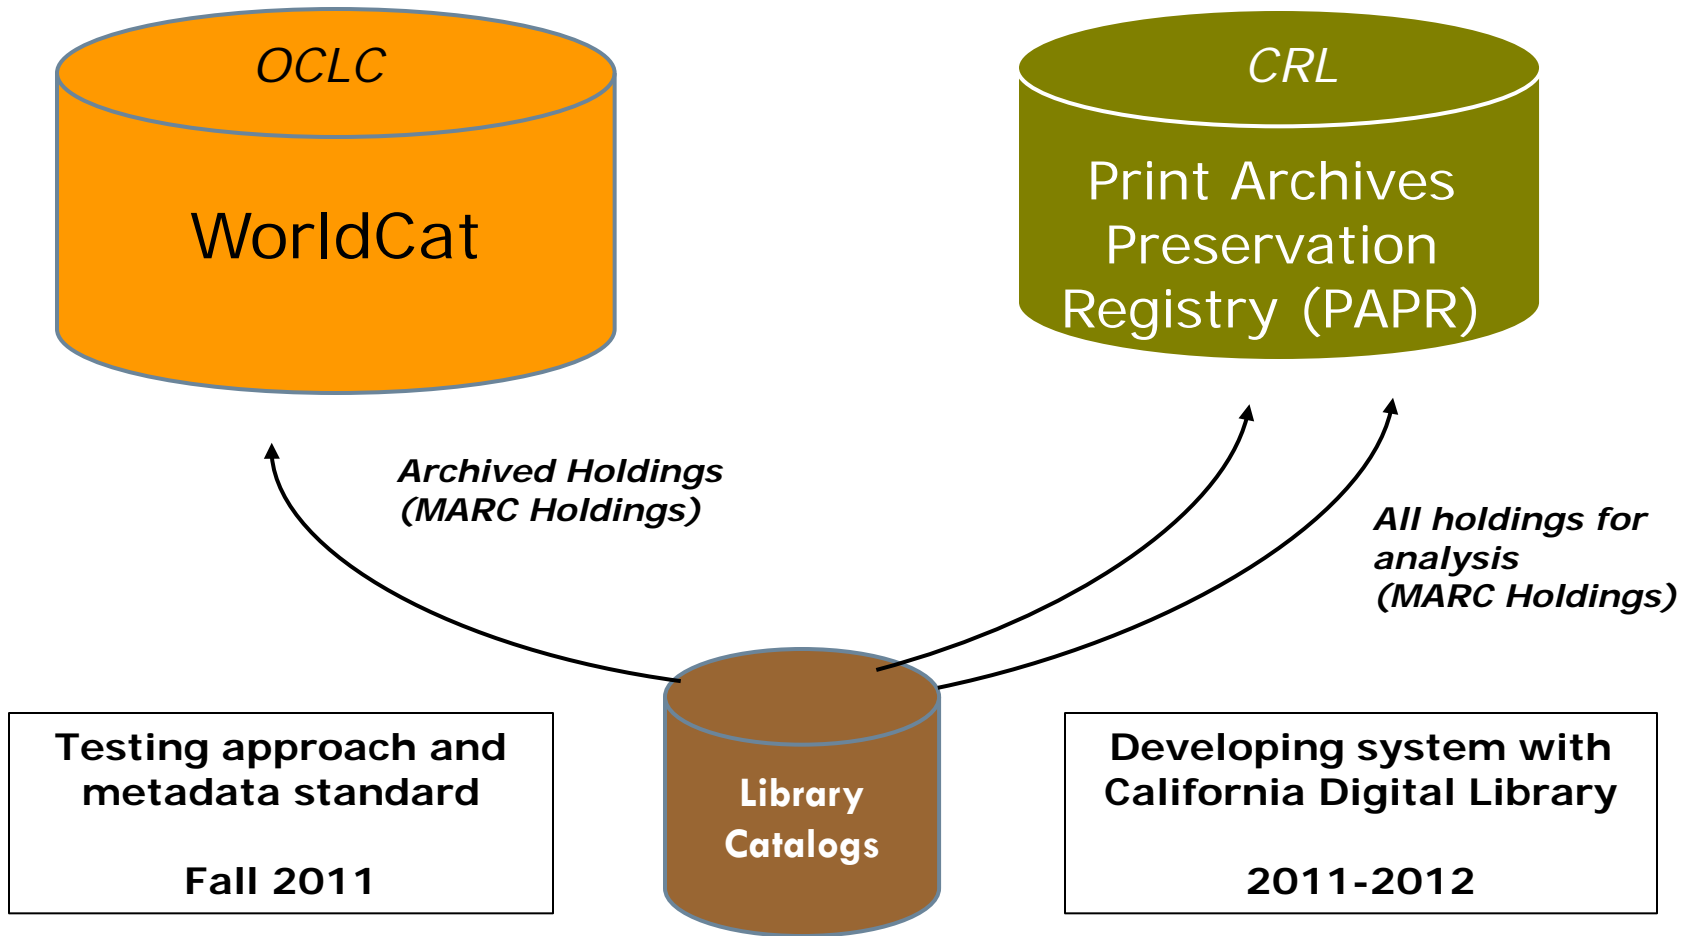 OCLC
WorldCat
CRL
Print Archives
Preservation
Registry (PAPR)
Archived Holdings
(MARC Holdings)
All holdings for
analysis
(MARC Holdings)
Testing approach and
metadata standard
Fall 2011
Library
Catalogs
Developing system with
California Digital Library
2011-2012